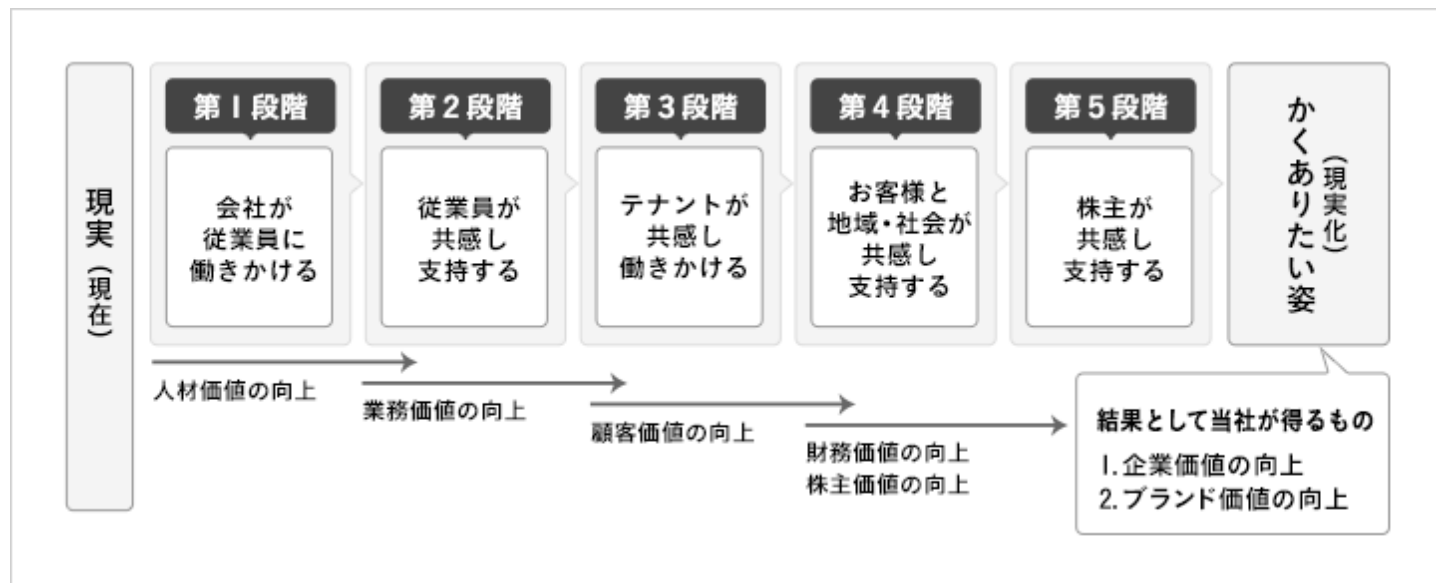 現実（現在）
第1段階
会社が
従業員に
働きかける
第2段階
従業員が
共感し
支持する
第3段階
テナントが
共感し
働きかける
第4段階
お客様と
地域・社会が
共感し
支持する
第5段階
株主が
共感し
支持する
かくありたい姿
（現実化）
人材価値の向上
業務価値の向上
顧客価値の向上
財務価値の向上
株主価値の向上
結果として当社が得るもの
1.企業価値の向上
2.ブランド価値の向上